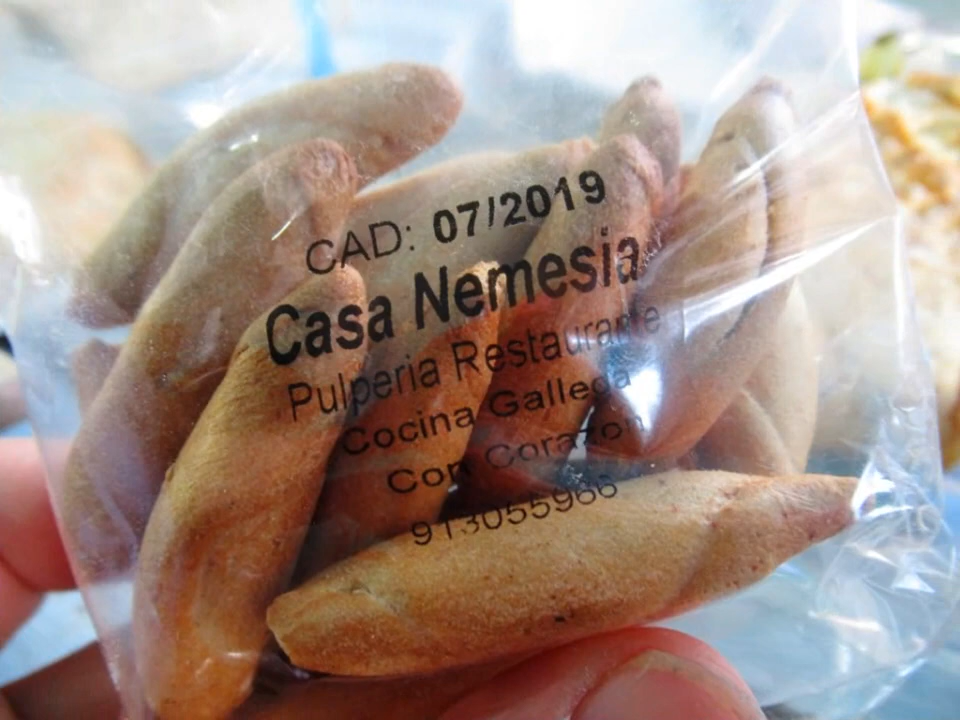 CAD: 07/2019
Casa Nemesia
Pulperia Restaurante
Cocina Gallega
Con Corazon
913055966